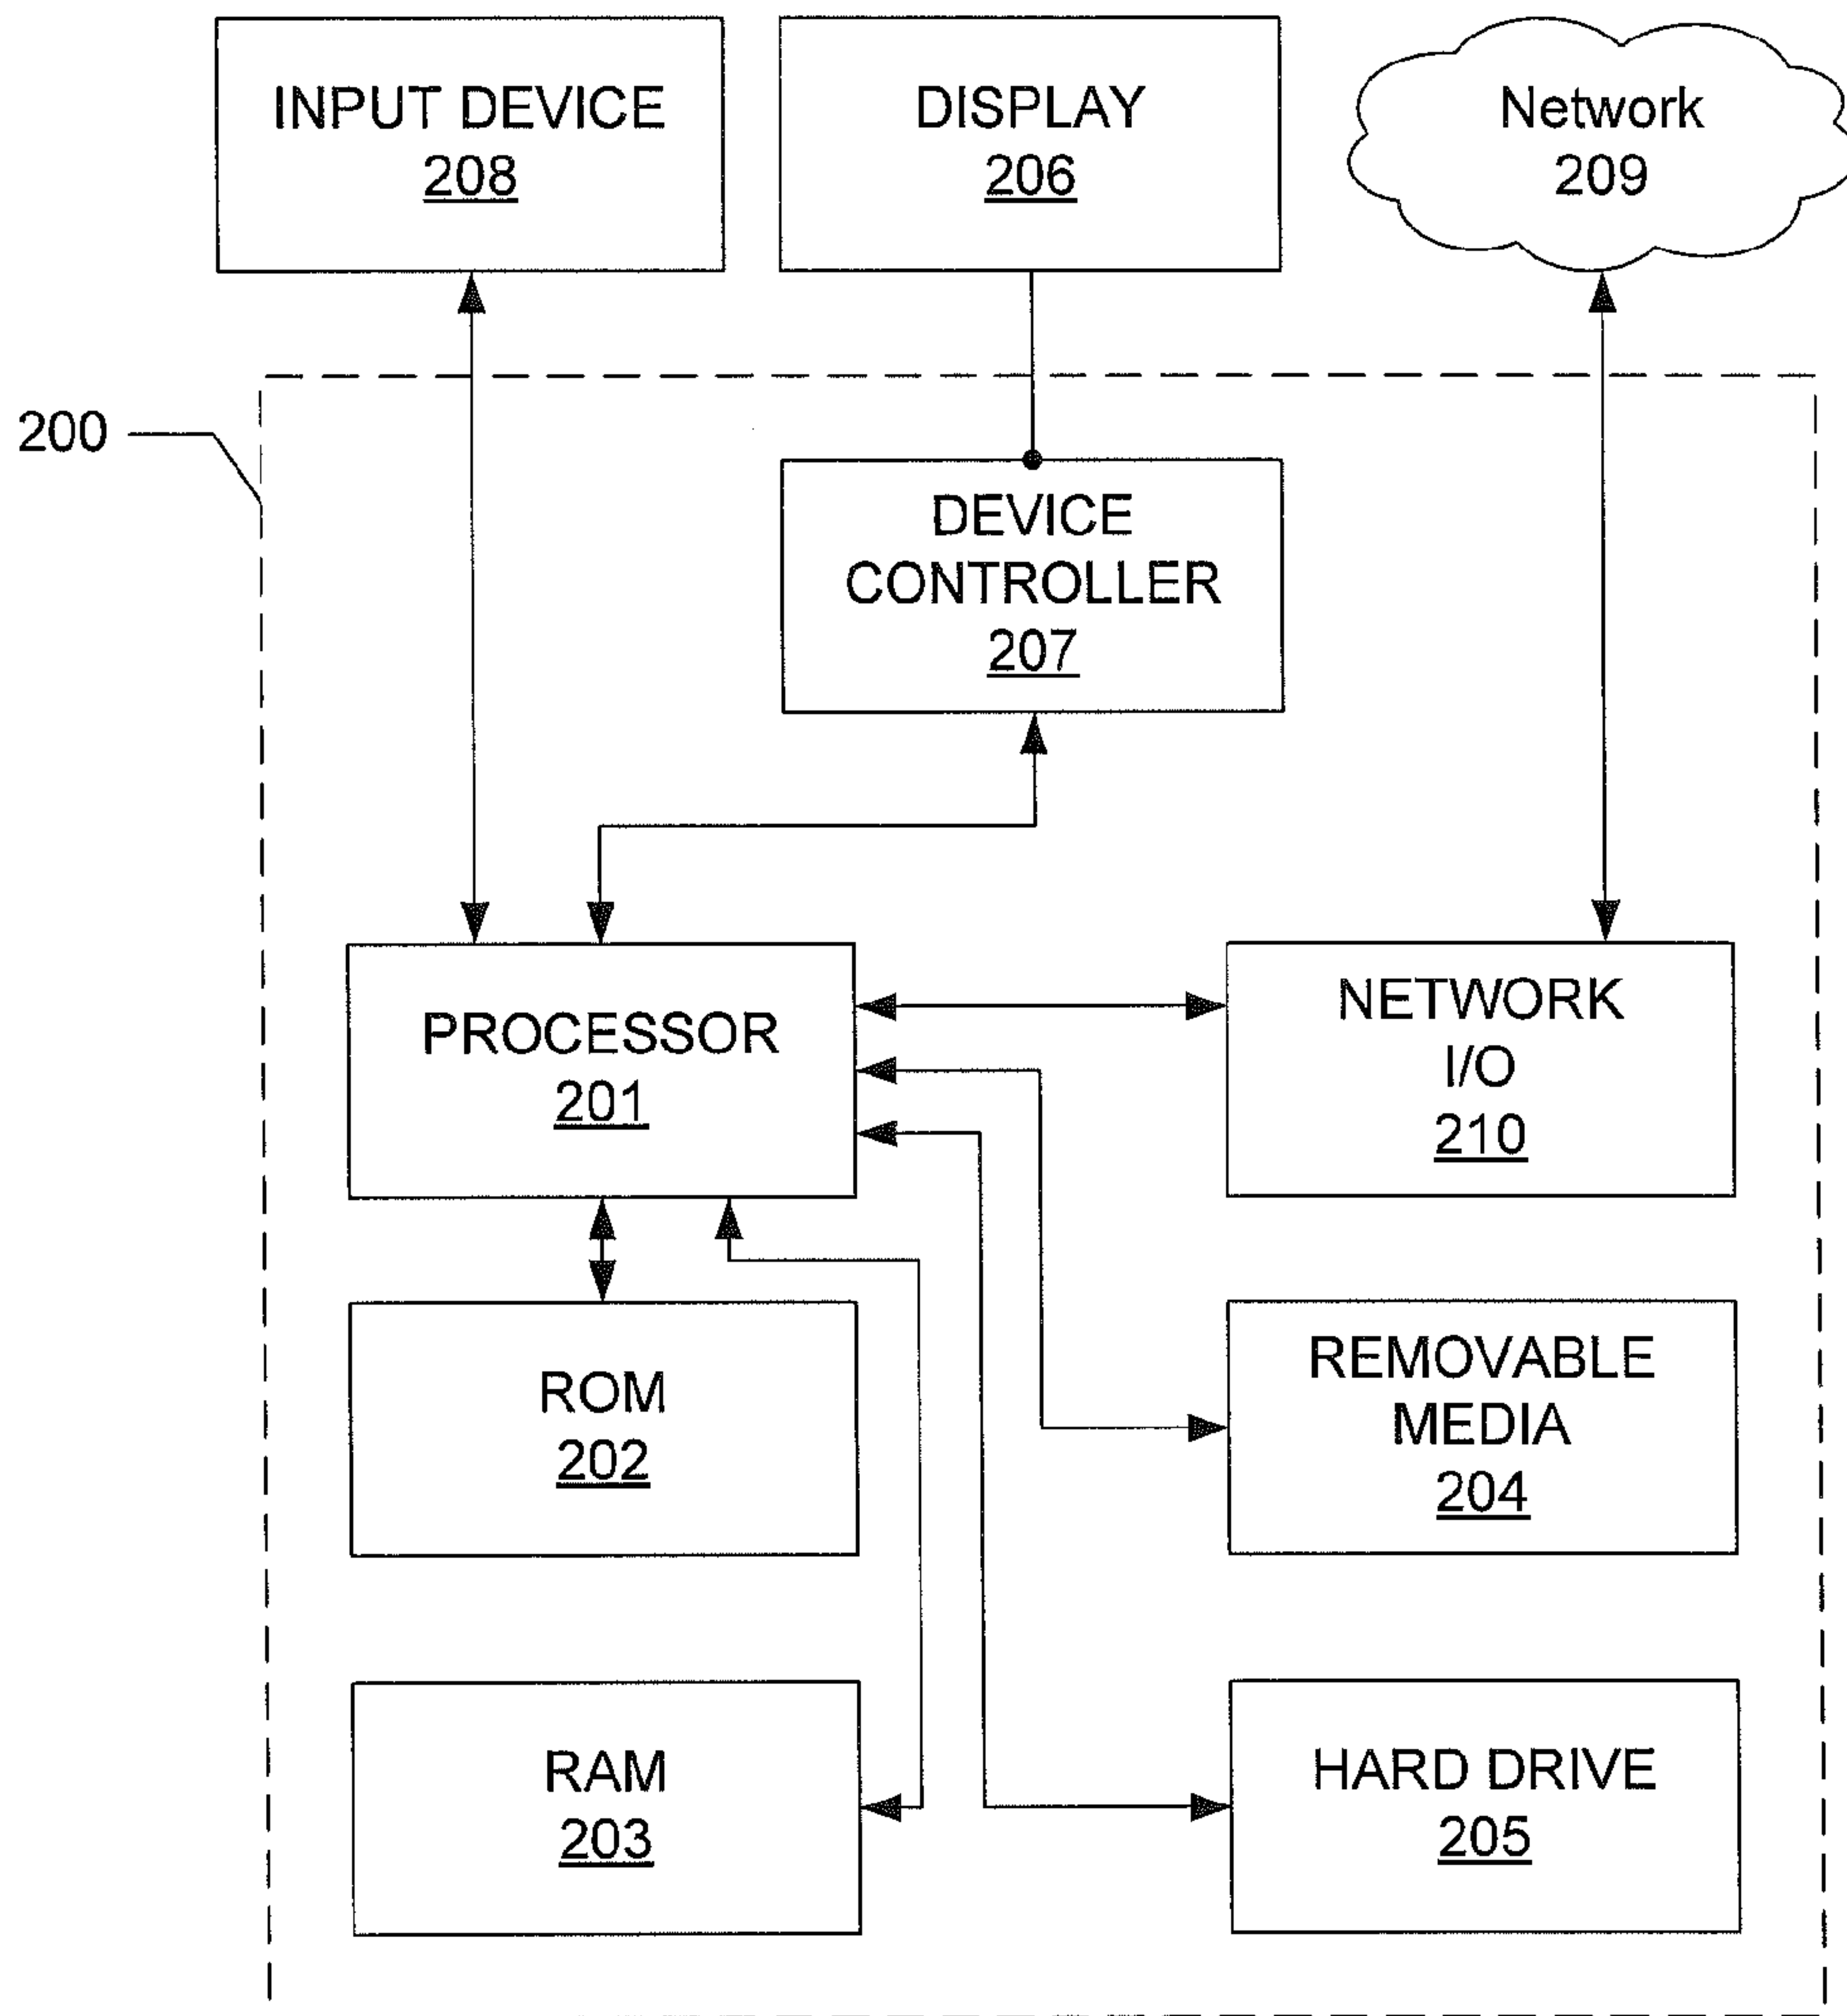 INPUT DEVICE
208
DISPLAY
206
Network
209
200
DEVICE
CONTROLLER
207
PROCESSOR
201
NETWORK
I/O
210
ROM
202
REMOVABLE
MEDIA
204
RAM
203
HARD DRIVE
205